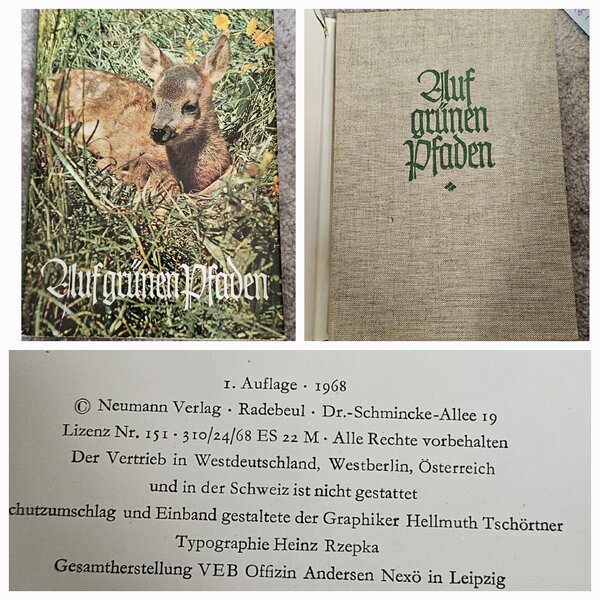 Auf grünen Pfaden
Auf
grünen
Pfaden
1. Auflage · 1968
© Neumann Verlag · Radebeul · Dr.-Schmincke-Allee 19
Lizenz Nr. 151 · 310/24/68 ES 22 M · Alle Rechte vorbehalten
Der Vertrieb in Westdeutschland, Westberlin, Österreich
und in der Schweiz ist nicht gestattet
chutzumschlag und Einband gestaltete der Graphiker Hellmuth Tschörtner
Typographie Heinz Rzepka
Gesamtherstellung VEB Offizin Andersen Nexö in Leipzig